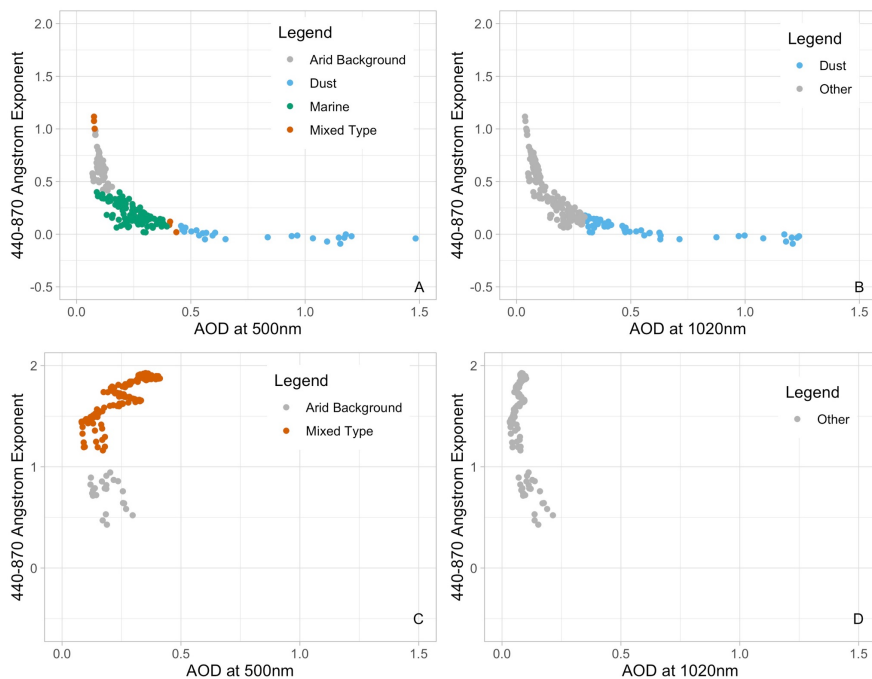 2.0
1.5
1.0
0.5
0.0
-0.5
440-870 Angstrom Exponent
Legend
Arid Background
Dust
Marine
Mixed Type
A
0.0 0.5 1.0 1.5
AOD at 500nm
2.0
1.5
1.0
0.5
0.0
-0.5
440-870 Angstrom Exponent
Legend
Dust
Other
B
0.0 0.5 1.0 1.5
AOD at 1020nm
2
1
0
440-870 Angstrom Exponent
Legend
Arid Background
Mixed Type
C
0.0 0.5 1.0 1.5
AOD at 500nm
2
1
0
440-870 Angstrom Exponent
Legend
Other
D
0.0 0.5 1.0 1.5
AOD at 1020nm